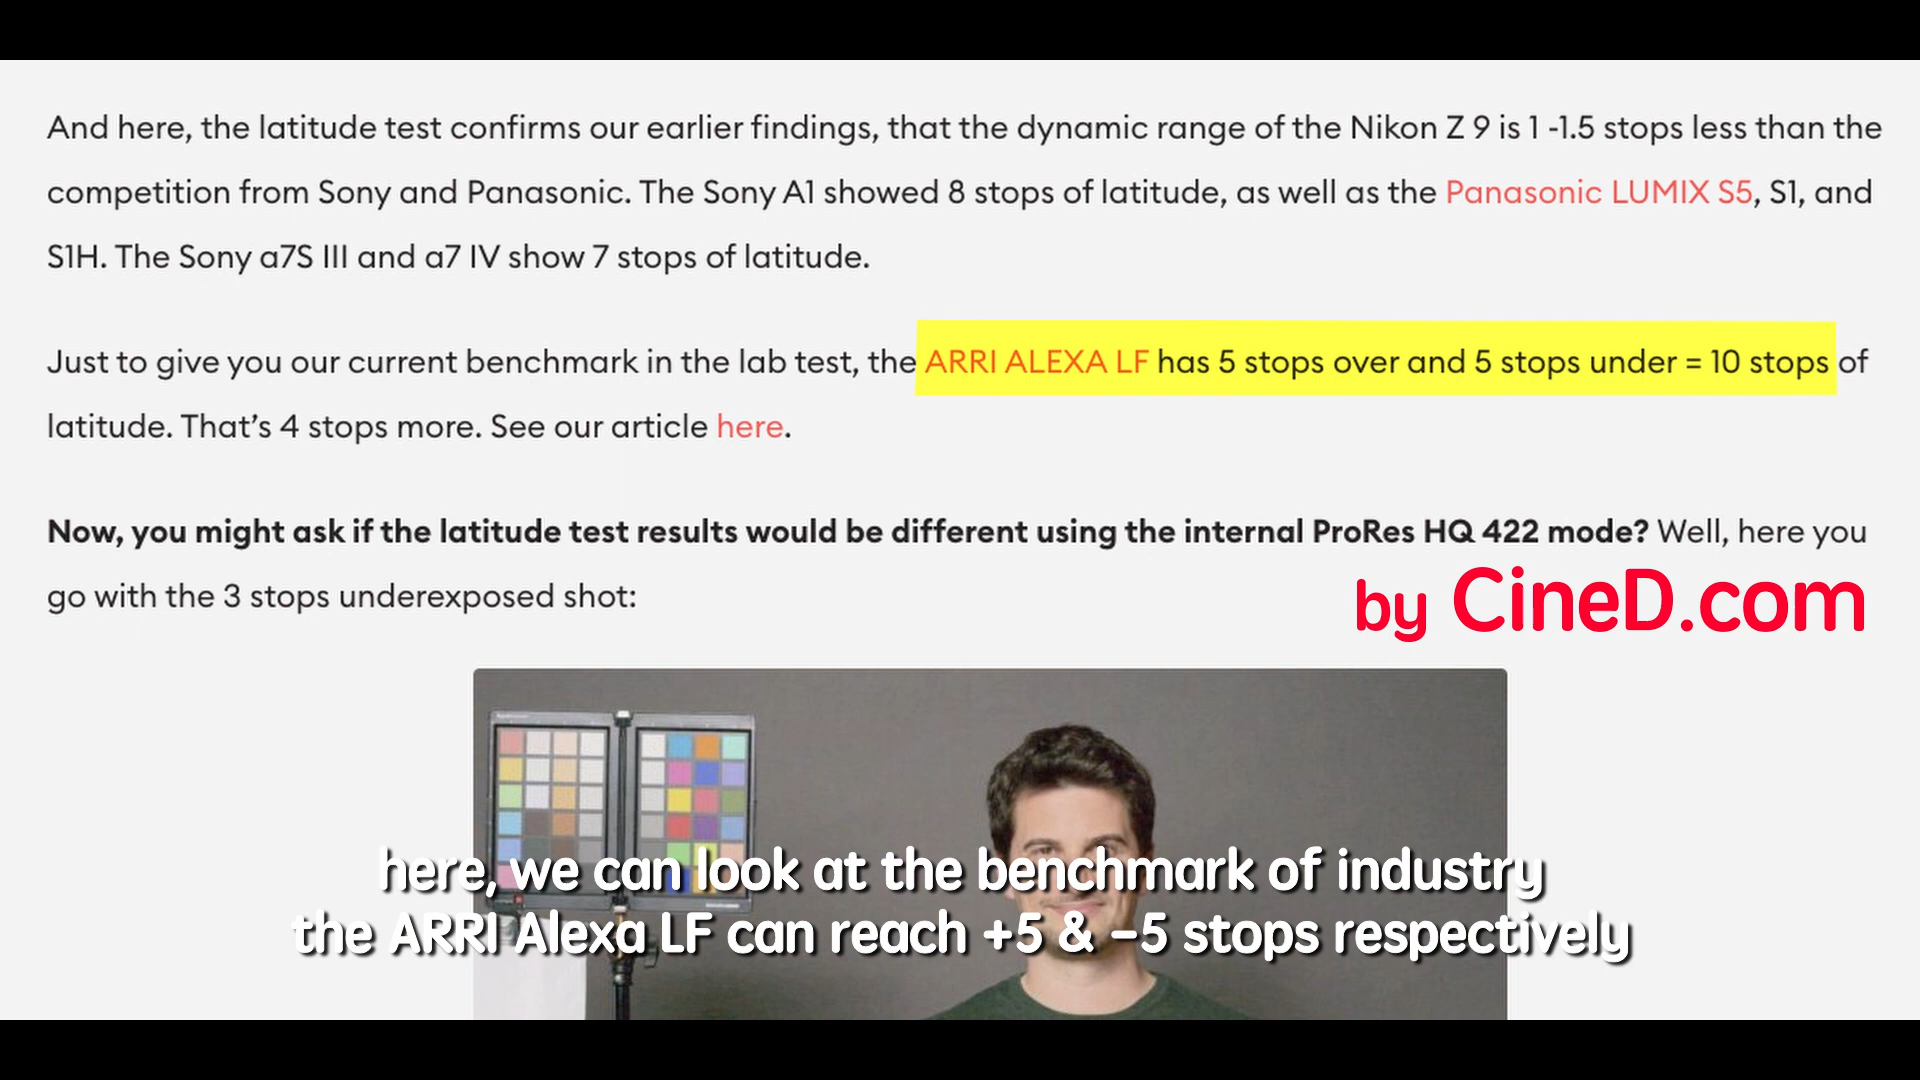 And here, the latitude test confirms our earlier findings, that the dynamic range of the Nikon Z 9 is 1 -1.5 stops less than the
competition from Sony and Panasonic. The Sony A1 showed 8 stops of latitude, as well as the Panasonic LUMIX S5, S1, and
S1H. The Sony a7S III and a7 IV show 7 stops of latitude.
Just to give you our current benchmark in the lab test, the ARRI ALEXA LF has 5 stops over and 5 stops under = 10 stops of
latitude. That’s 4 stops more. See our article here.
Now, you might ask if the latitude test results would be different using the internal ProRes HQ 422 mode? Well, here you
go with the 3 stops underexposed shot:
by CineD.com
here, we can look at the benchmark of industry
the ARRI Alexa LF can reach +5 & -5 stops respectively